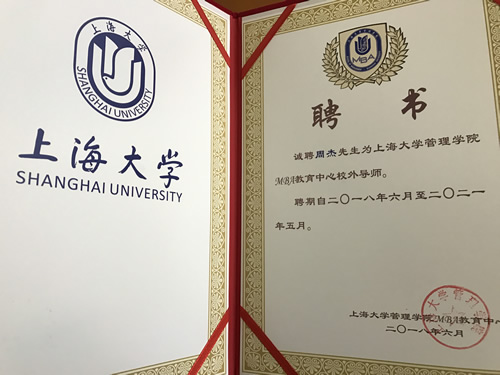 上海大学
SHANGHAI UNIVERSITY
上海大学
SHANGHAI UNIVERSITY
MBA
聘 书
诚聘周杰先生为上海大学管理学院
MBA教育中心校外导师。
聘期自二〇一八年六月至二〇二一
年五月。
上海大学管理学院MBA教育中心
二〇一八年六月